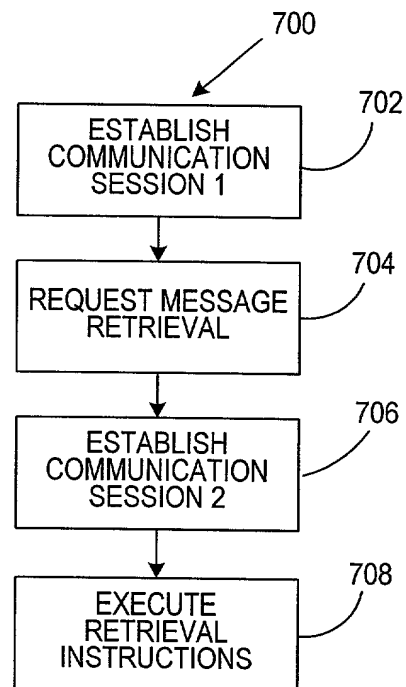 700
ESTABLISH
COMMUNICATION
SESSION 1
702
REQUEST MESSAGE
RETRIEVAL
704
ESTABLISH
COMMUNICATION
SESSION 2
706
EXECUTE
RETRIEVAL
INSTRUCTIONS
708